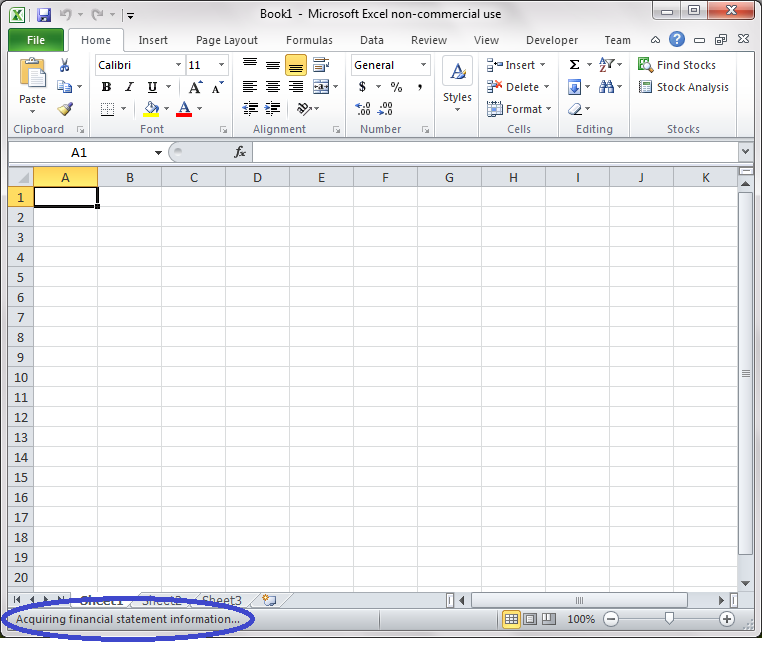 Book1 - Microsoft Excel non-commercial use
File Home Insert Page Layout Formulas Data Review View Developer Team
Calibri 11 General Insert Σ Find Stocks
Paste B I U A A $ % , Styles Delete Stock Analysis
A Format
Clipboard Font Alignment Number Cells Editing Stocks
A1 fx
A B C D E F G H I J K
1
2
3
4
5
6
7
8
9
10
11
12
13
14
15
16
17
18
19
20
Sheet1 Sheet2 Sheet3
Acquiring financial statement information... 100%